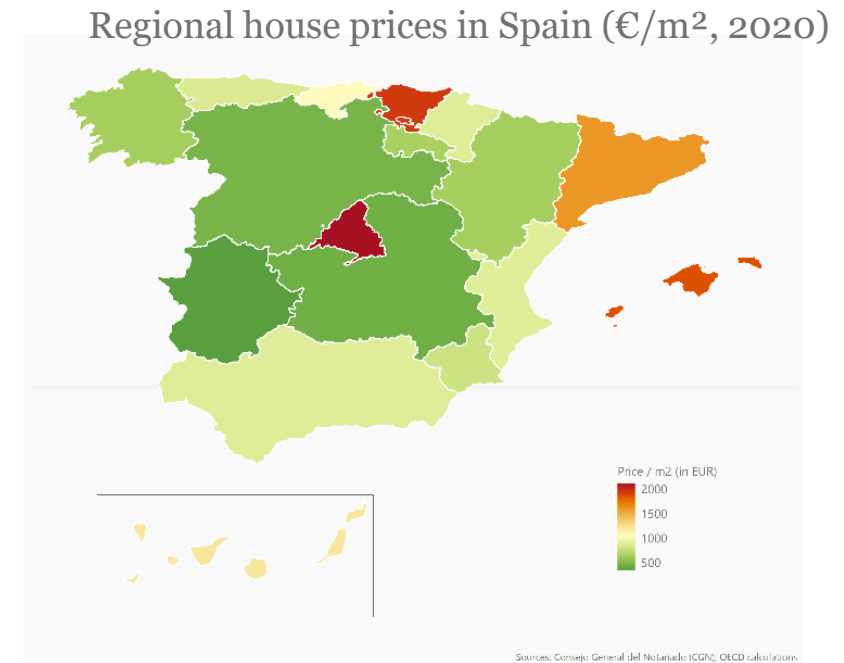 Regional house prices in Spain (€/m², 2020)
Price / m2 (in EUR)
2000
1500
1000
500
Sources: Consejo General del Notariado (CGN), OECD calculations